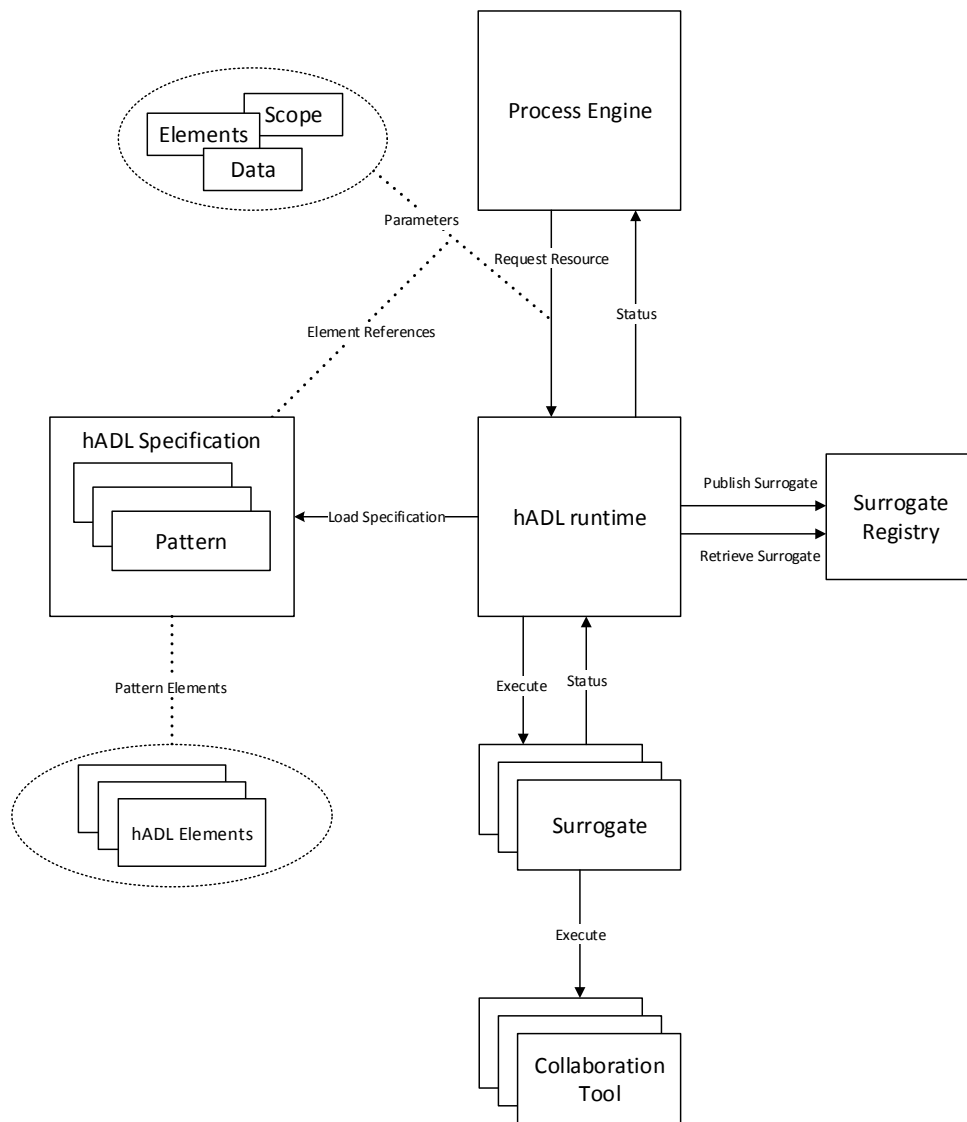 Process Engine
Scope
Elements
Data
Parameters
Request Resource
Status
Element References
hADL Specification
Pattern
Load Specification
hADL runtime
Publish Surrogate
Retrieve Surrogate
Surrogate
Registry
Pattern Elements
Execute
Status
hADL Elements
Surrogate
Execute
Collaboration
Tool